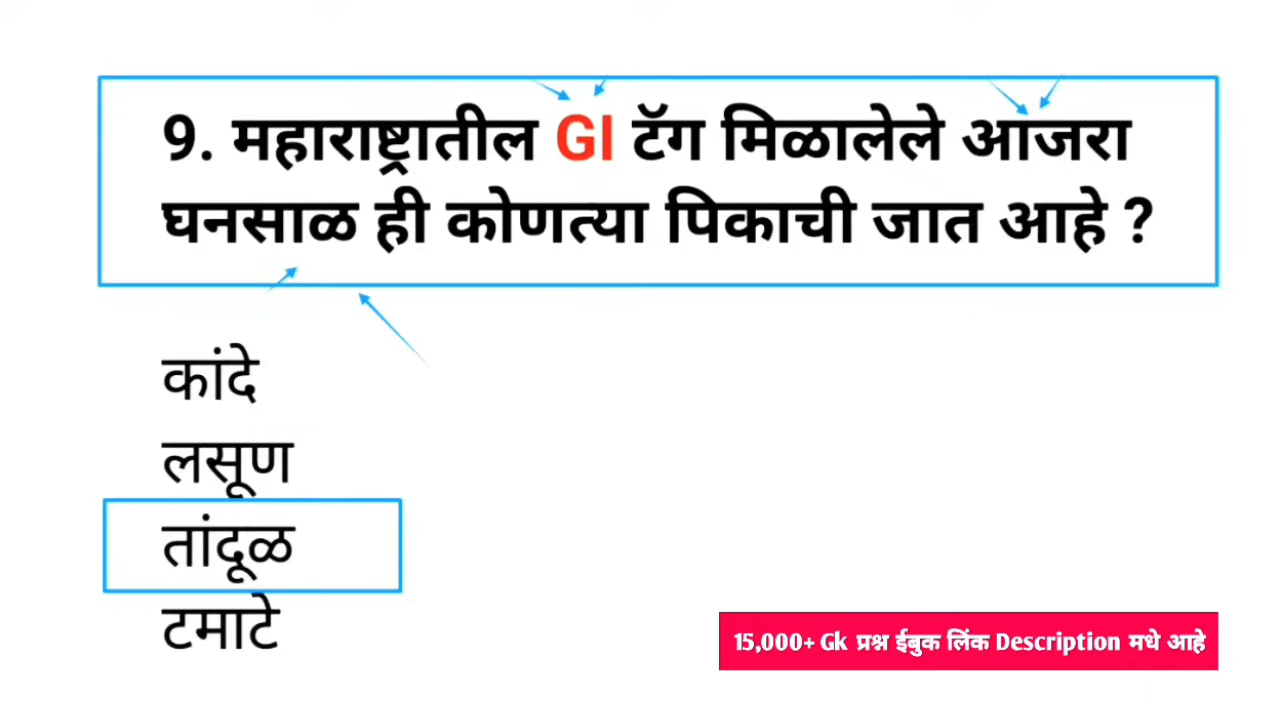 9. महाराष्ट्रातील GI टॅग मिळालेले आजरा
घनसाळ ही कोणत्या पिकाची जात आहे ?
कांदे
लसूण
तांदूळ
टमाटे
15,000+ Gk प्रश्न ईबुक लिंक Description मधे आहे